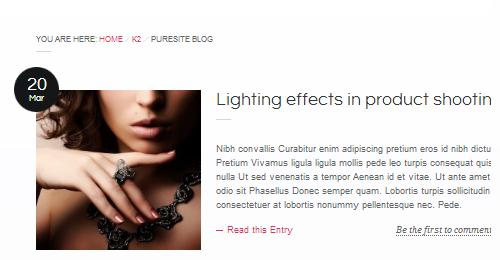 YOU ARE HERE: HOME / K2 / PURESITE BLOG
20
Mar
Lighting effects in product shootin
Nibh convallis Curabitur enim adipiscing pretium eros id nibh dictu
Pretium Vivamus ligula ligula mollis pede leo turpis consequat quis
nulla Ut sed venenatis a tempor Aenean id et vitae. Ut ante amet
odio sit Phasellus Donec semper quam. Lobortis turpis sollicitudin
consectetuer at lobortis nonummy pellentesque nec. Pede.
Read this Entry
Be the first to comment